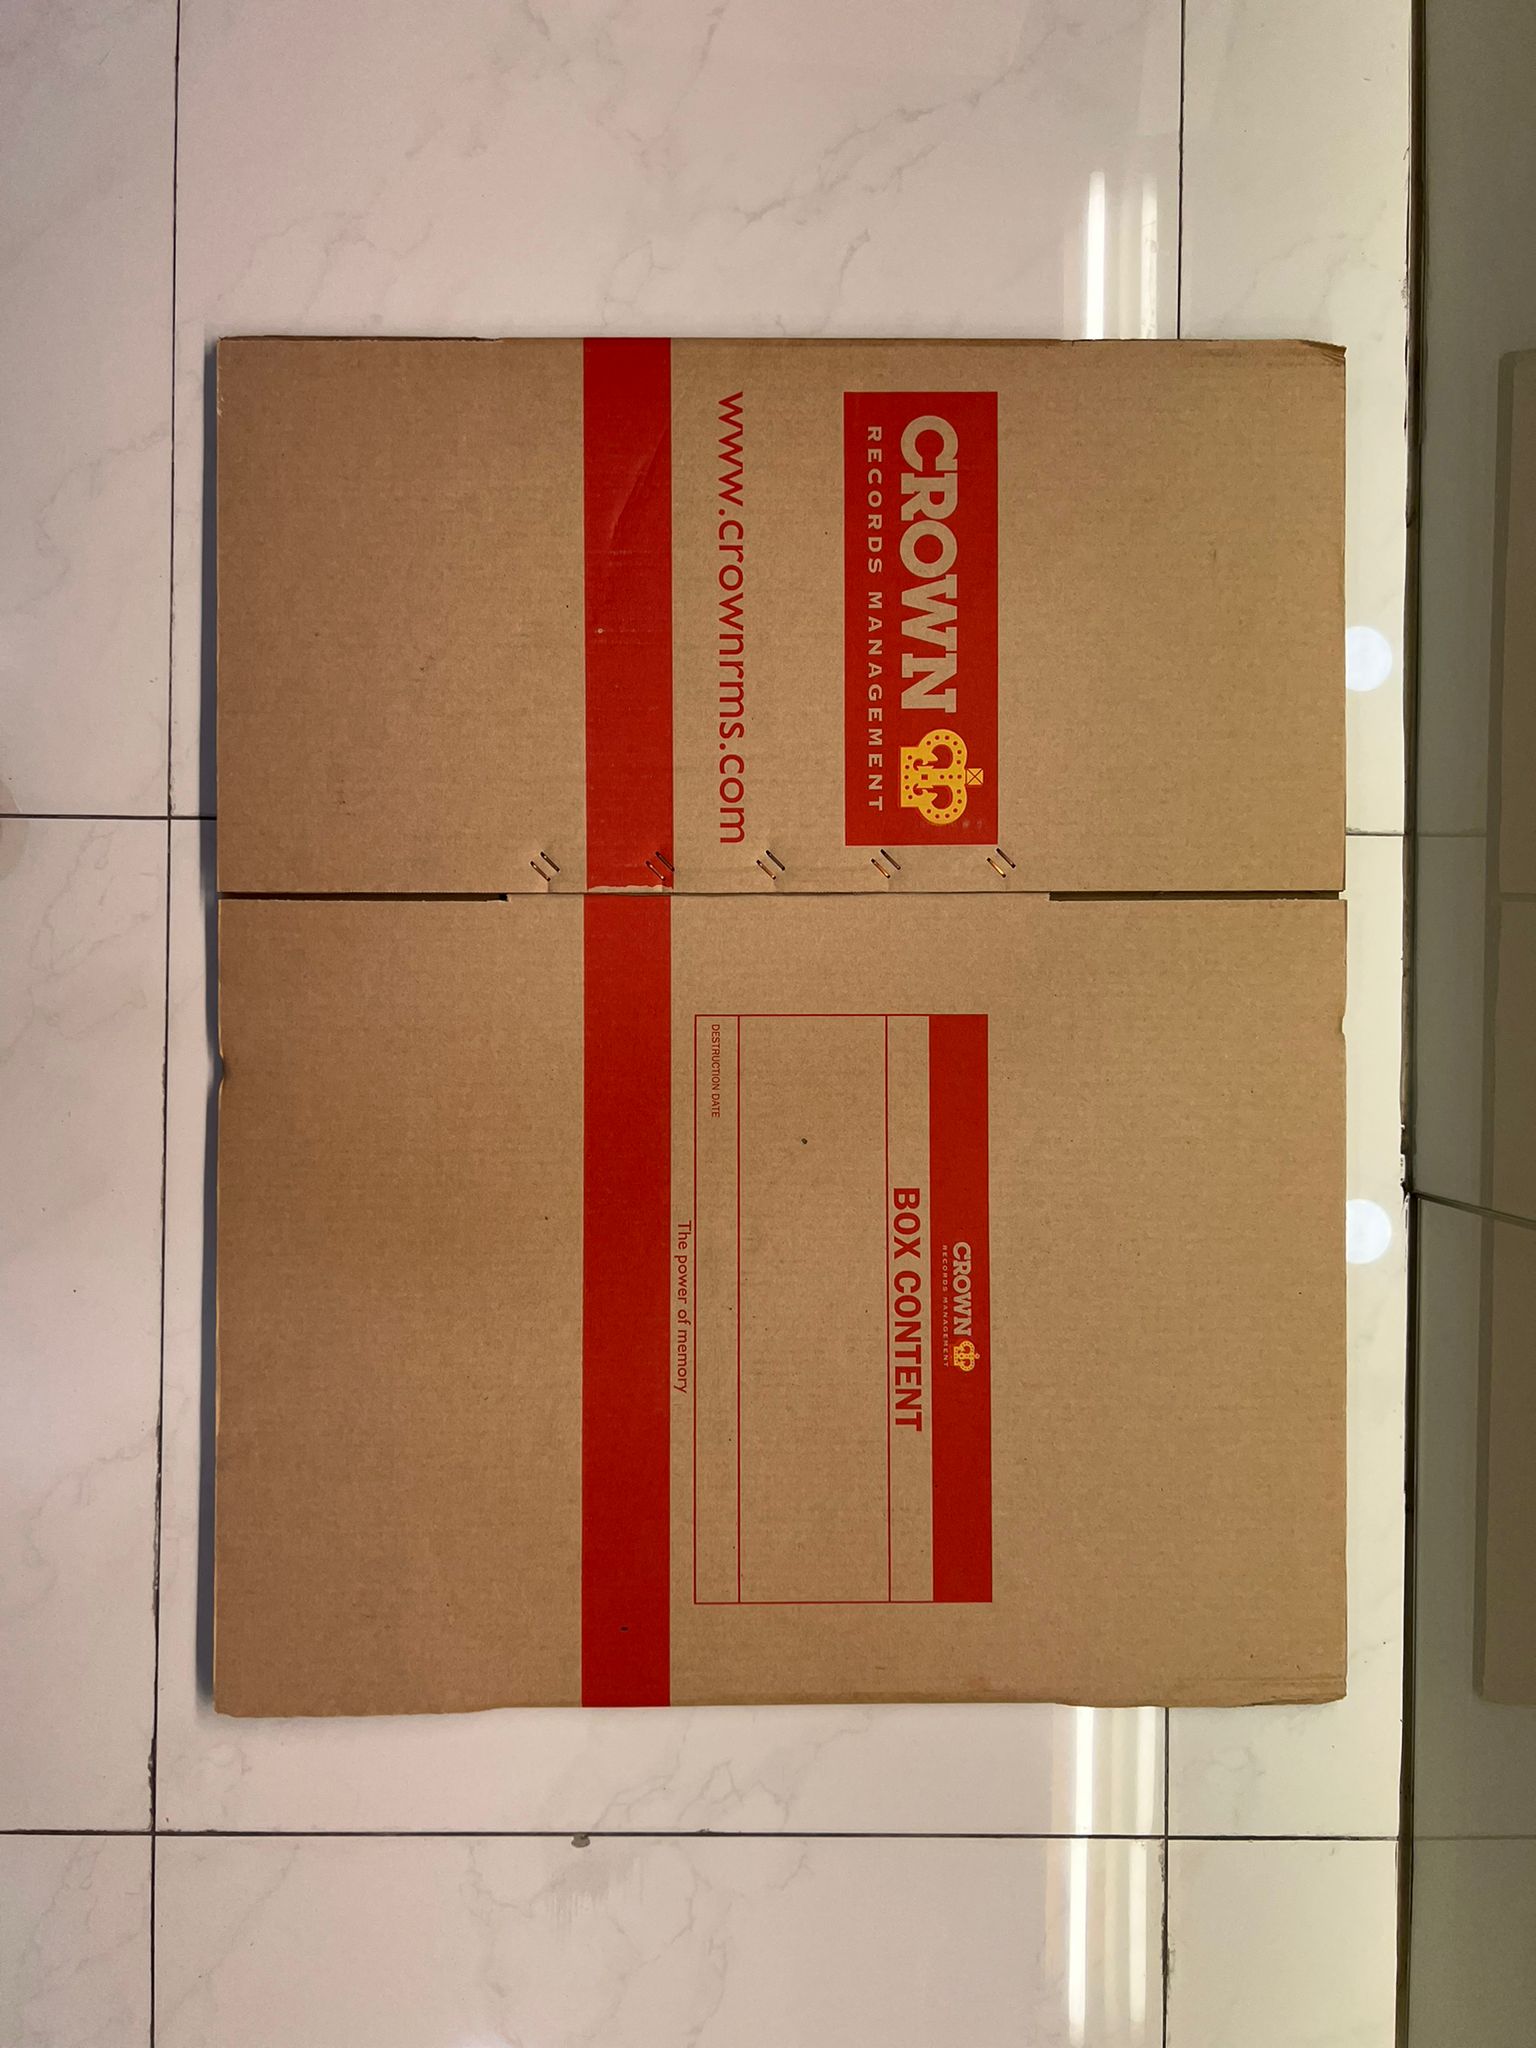 CROWN
RECORDS MANAGEMENT
www.crownrms.com
CROWN
RECORDS MANAGEMENT
BOX CONTENT
DESTRUCTION DATE
The power of memory